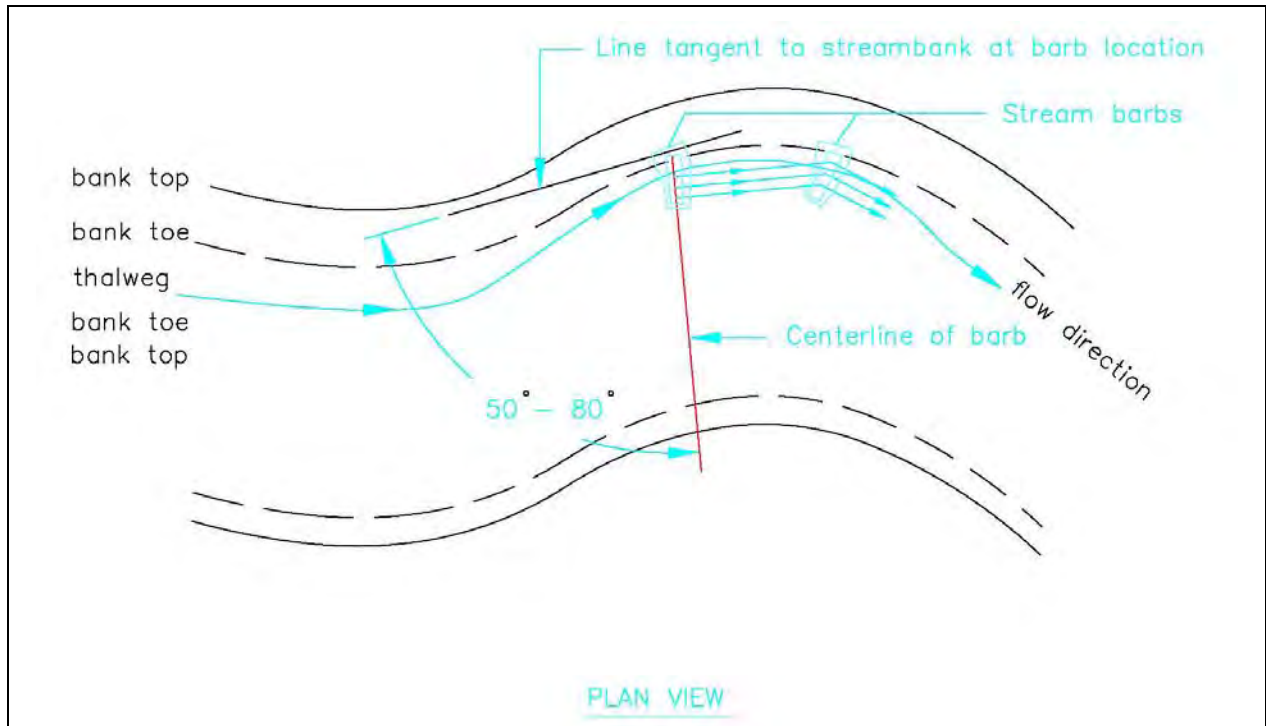 Line tangent to streambank at barb location
Stream barbs
bank top
bank toe
thalweg
bank toe
bank top
flow direction
Centerline of barb
50° – 80°
PLAN VIEW